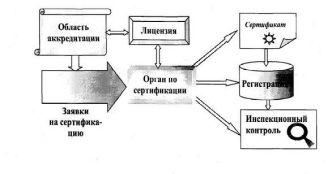 Область
аккредитации
Лицензия
Сертификат
Орган по
сертификации
Регистрация
Заявки
на сертифика-
цию
Инспекционный
контроль